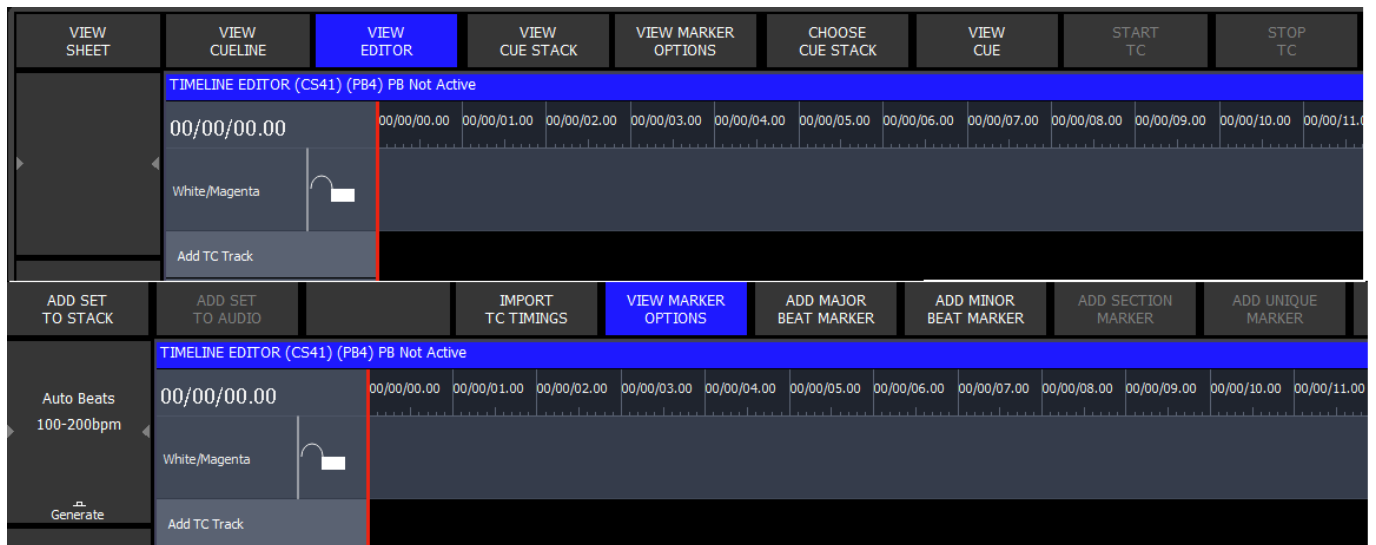 VIEW SHEET
VIEW CUELINE
VIEW EDITOR
VIEW CUE STACK
VIEW MARKER OPTIONS
CHOOSE CUE STACK
VIEW CUE
START TC
STOP TC
TIMELINE EDITOR (CS41) (PB4) PB Not Active
00/00/00.00
00/00/00.00 00/00/01.00 00/00/02.00 00/00/03.00 00/00/04.00 00/00/05.00 00/00/06.00 00/00/07.00 00/00/08.00 00/00/09.00 00/00/10.00 00/00/11.0
White/Magenta
Add TC Track
ADD SET TO STACK
ADD SET TO AUDIO
IMPORT TC TIMINGS
VIEW MARKER OPTIONS
ADD MAJOR BEAT MARKER
ADD MINOR BEAT MARKER
ADD SECTION MARKER
ADD UNIQUE MARKER
TIMELINE EDITOR (CS41) (PB4) PB Not Active
Auto Beats
100-200bpm
Generate
00/00/00.00
00/00/00.00 00/00/01.00 00/00/02.00 00/00/03.00 00/00/04.00 00/00/05.00 00/00/06.00 00/00/07.00 00/00/08.00 00/00/09.00 00/00/10.00 00/00/11.00
White/Magenta
Add TC Track